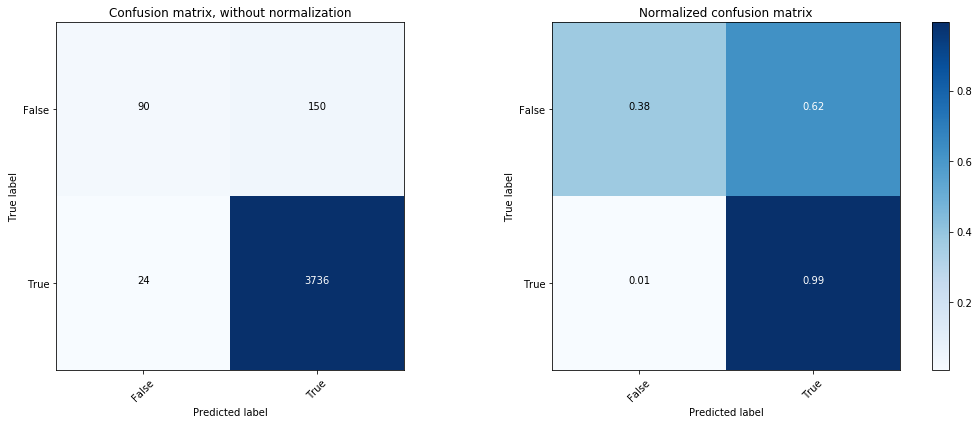 Confusion matrix, without normalization
False
90
150
True
24
3736
True label
False
True
Predicted label
Normalized confusion matrix
False
0.38
0.62
True
0.01
0.99
True label
False
True
Predicted label
0.8
0.6
0.4
0.2